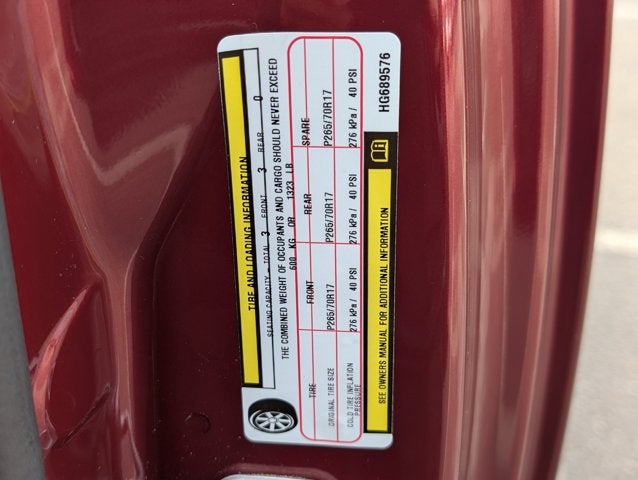 TIRE AND LOADING INFORMATION
SEATING CAPACITY - TOTAL 3 FRONT 3 REAR 0
THE COMBINED WEIGHT OF OCCUPANTS AND CARGO SHOULD NEVER EXCEED
600 KG OR 1323 LB
TIRE FRONT REAR SPARE
ORIGINAL TIRE SIZE P265/70R17 P265/70R17 P265/70R17
COLD TIRE INFLATION PRESSURE 276 kPa / 40 PSI 276 kPa / 40 PSI 276 kPa / 40 PSI
SEE OWNERS MANUAL FOR ADDITIONAL INFORMATION
HG689576